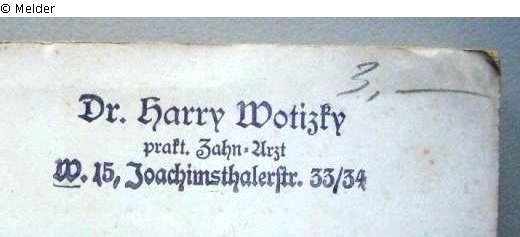 © Melder
3,—
Dr. Harry Wotizky
prakt. Zahn-Arzt
W. 15, Joachimsthalerstr. 33/34